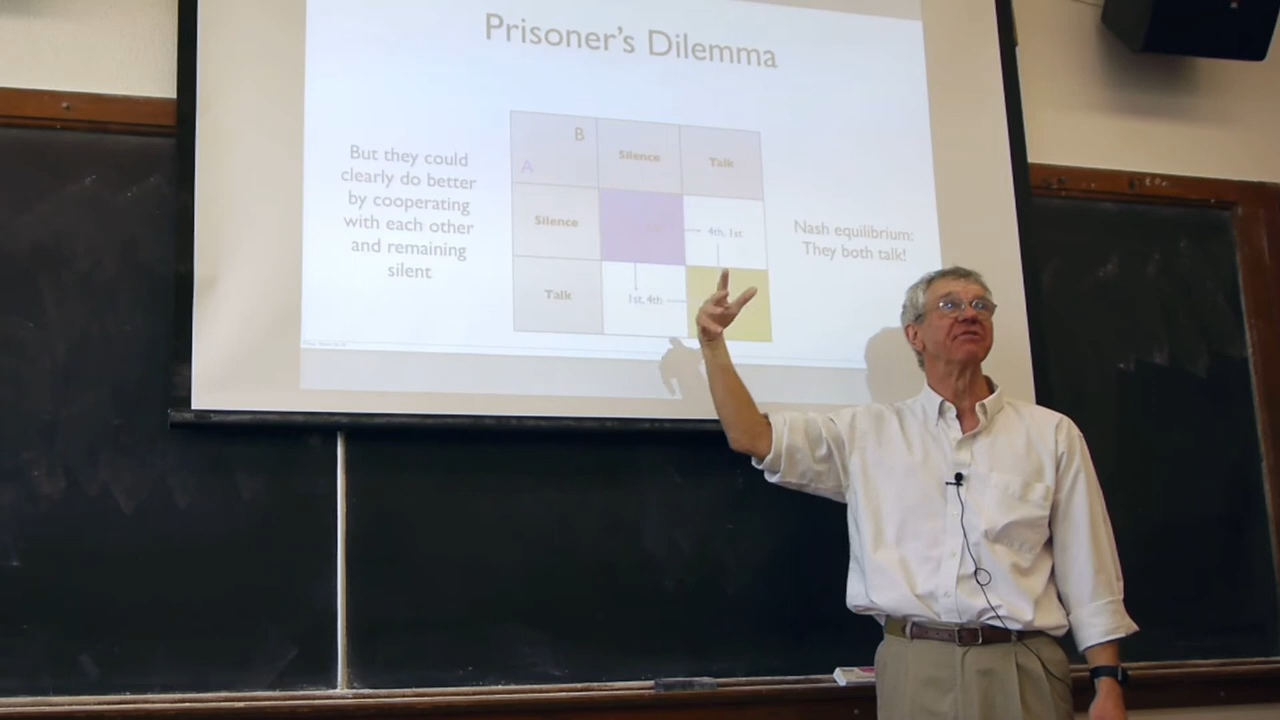 Prisoner's Dilemma
But they could
clearly do better
by cooperating
with each other
and remaining
silent
B
A
Silence
Talk
Silence
4th, 1st
Talk
1st, 4th
Nash equilibrium:
They both talk!